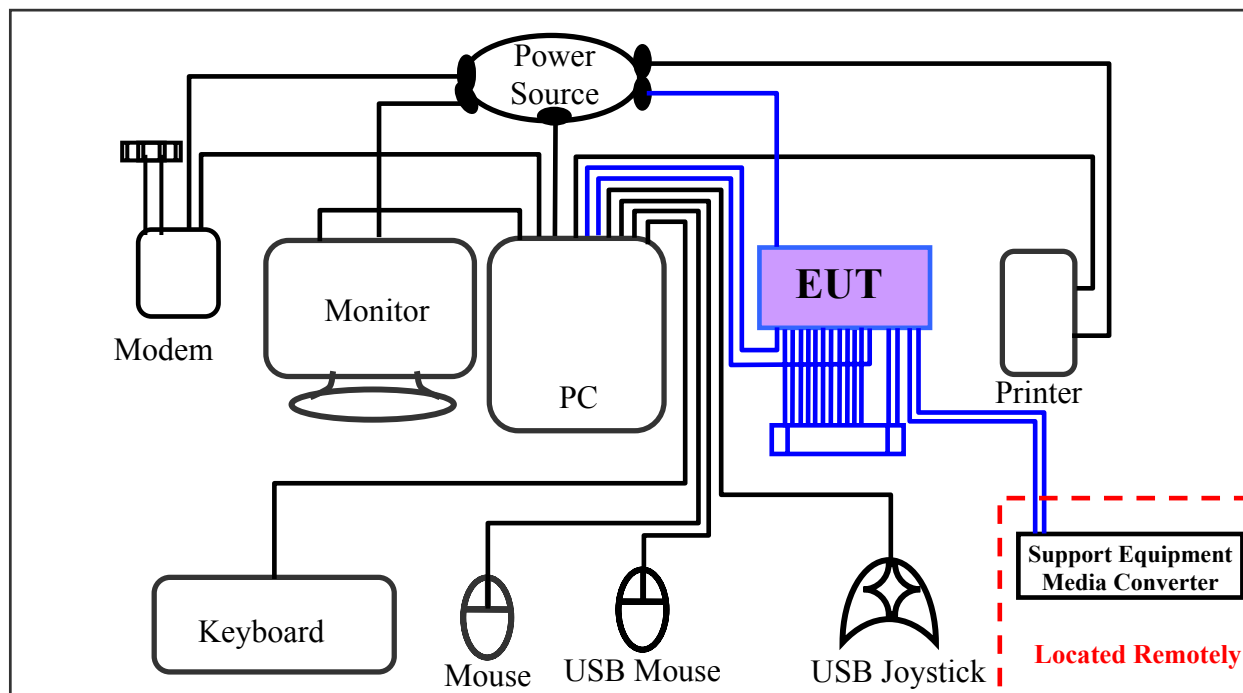 Power
Source
EUT
Monitor
Modem
PC
Printer
Support Equipment
Media Converter
Keyboard
Mouse
USB Mouse
USB Joystick
Located Remotely